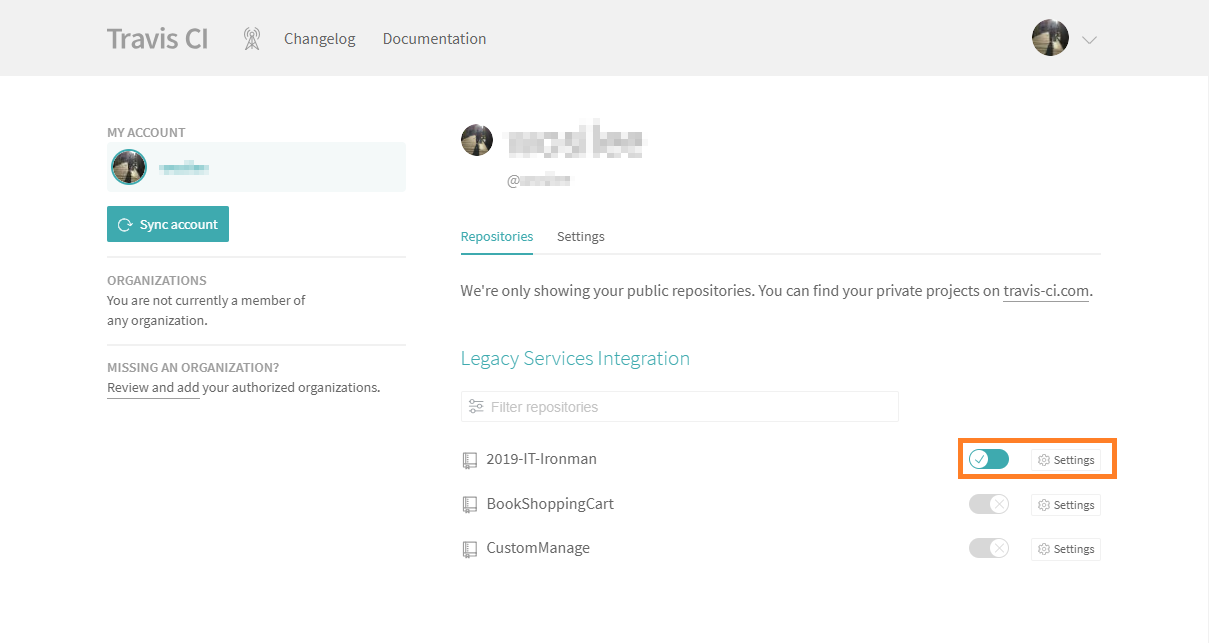 Travis CI
Changelog
Documentation
MY ACCOUNT
Sync account
ORGANIZATIONS
You are not currently a member of
any organization.
MISSING AN ORGANIZATION?
Review and add your authorized organizations.
@
Repositories
Settings
We're only showing your public repositories. You can find your private projects on travis-ci.com.
Legacy Services Integration
Filter repositories
2019-IT-Ironman
Settings
BookShoppingCart
Settings
CustomManage
Settings